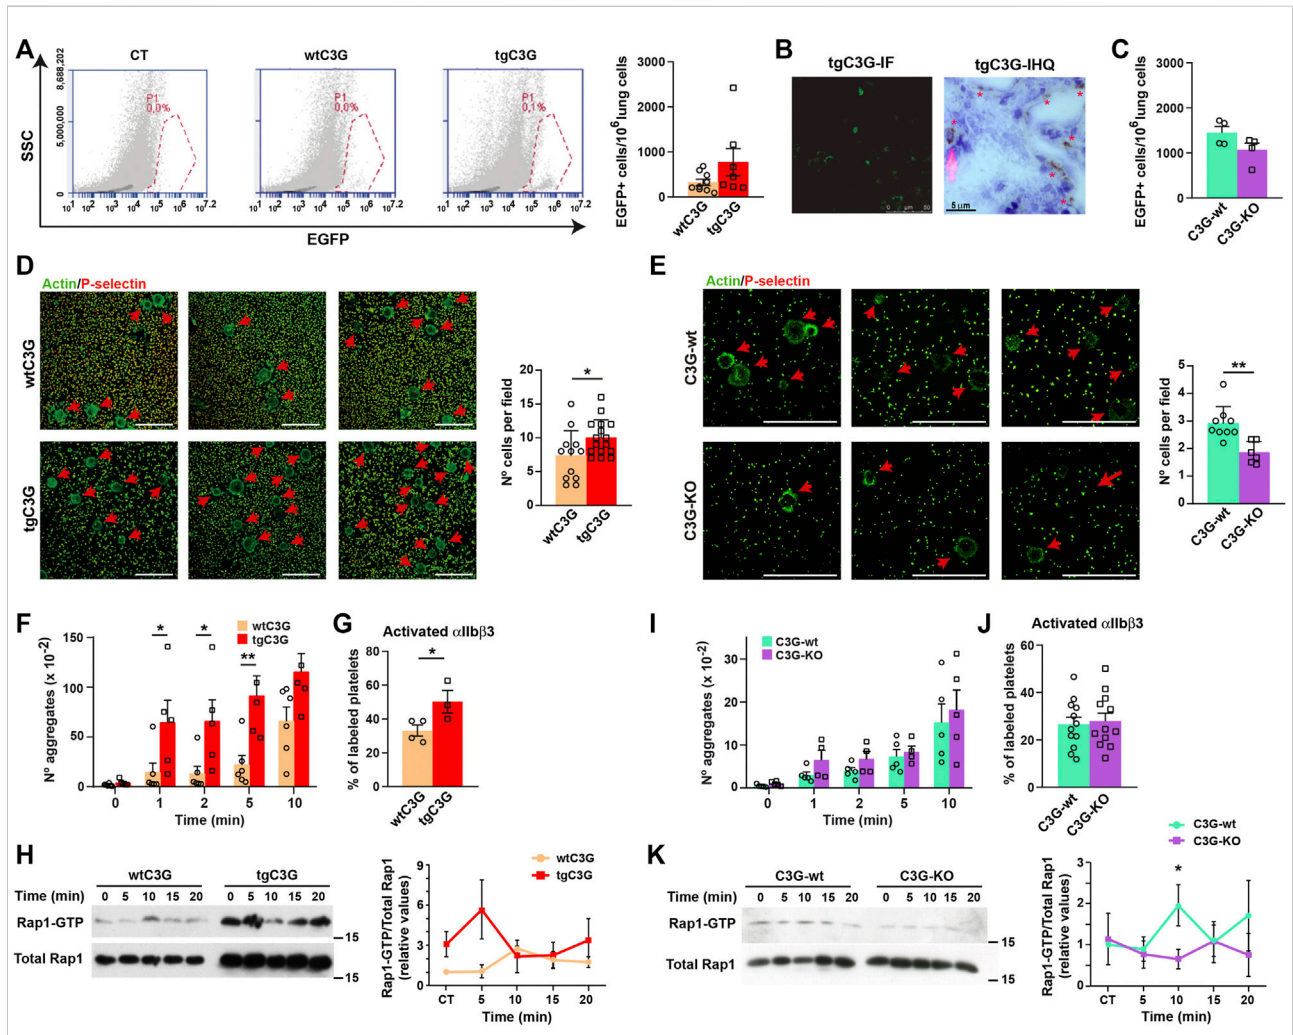 A
CT
wtC3G
tgC3G
SSC
8,688,202
5,000,000
0
P1
0,0%
P1
0,0%
P1
0,1%
10¹ 10² 10³ 10⁴ 10⁵ 10⁷·²
10¹ 10² 10³ 10⁴ 10⁵ 10⁷·²
10¹ 10² 10³ 10⁴ 10⁵ 10⁷·²
EGFP
EGFP+ cells/10⁶ lung cells
3000
2000
1000
0
wtC3G
tgC3G
B
tgC3G-IF
tgC3G-IHQ
0 µm 50
5 µm
* * * * * * *
C
EGFP+ cells/10⁶ lung cells
3000
2000
1000
0
C3G-wt
C3G-KO
D
Actin/P-selectin
wtC3G
tgC3G
Nº cells per field
20
15
10
5
0
*
wtC3G
tgC3G
E
Actin/P-selectin
C3G-wt
C3G-KO
Nº cells per field
5
4
3
2
1
0
**
C3G-wt
C3G-KO
F
wtC3G
tgC3G
Nº aggregates (x 10⁻²)
150
100
50
0
* * **
0 1 2 5 10
Time (min)
G
Activated αIIbβ3
% of labeled platelets
80
60
40
20
0
*
wtC3G
tgC3G
I
C3G-wt
C3G-KO
Nº aggregates (x 10⁻²)
30
20
10
0
0 1 2 5 10
Time (min)
J
Activated αIIbβ3
% of labeled platelets
60
40
20
0
C3G-wt
C3G-KO
H
wtC3G tgC3G
Time (min) 0 5 10 15 20 0 5 10 15 20
Rap1-GTP
15
Total Rap1
15
wtC3G
tgC3G
Rap1-GTP/Total Rap1
(relative values)
9
6
3
0
CT 5 10 15 20
Time (min)
K
C3G-wt C3G-KO
Time (min) 0 5 10 15 20 0 5 10 15 20
Rap1-GTP
15
Total Rap1
15
C3G-wt
C3G-KO
Rap1-GTP/Total Rap1
(relative values)
3
2
2
1
1
0
*
CT 5 10 15 20
Time (min)